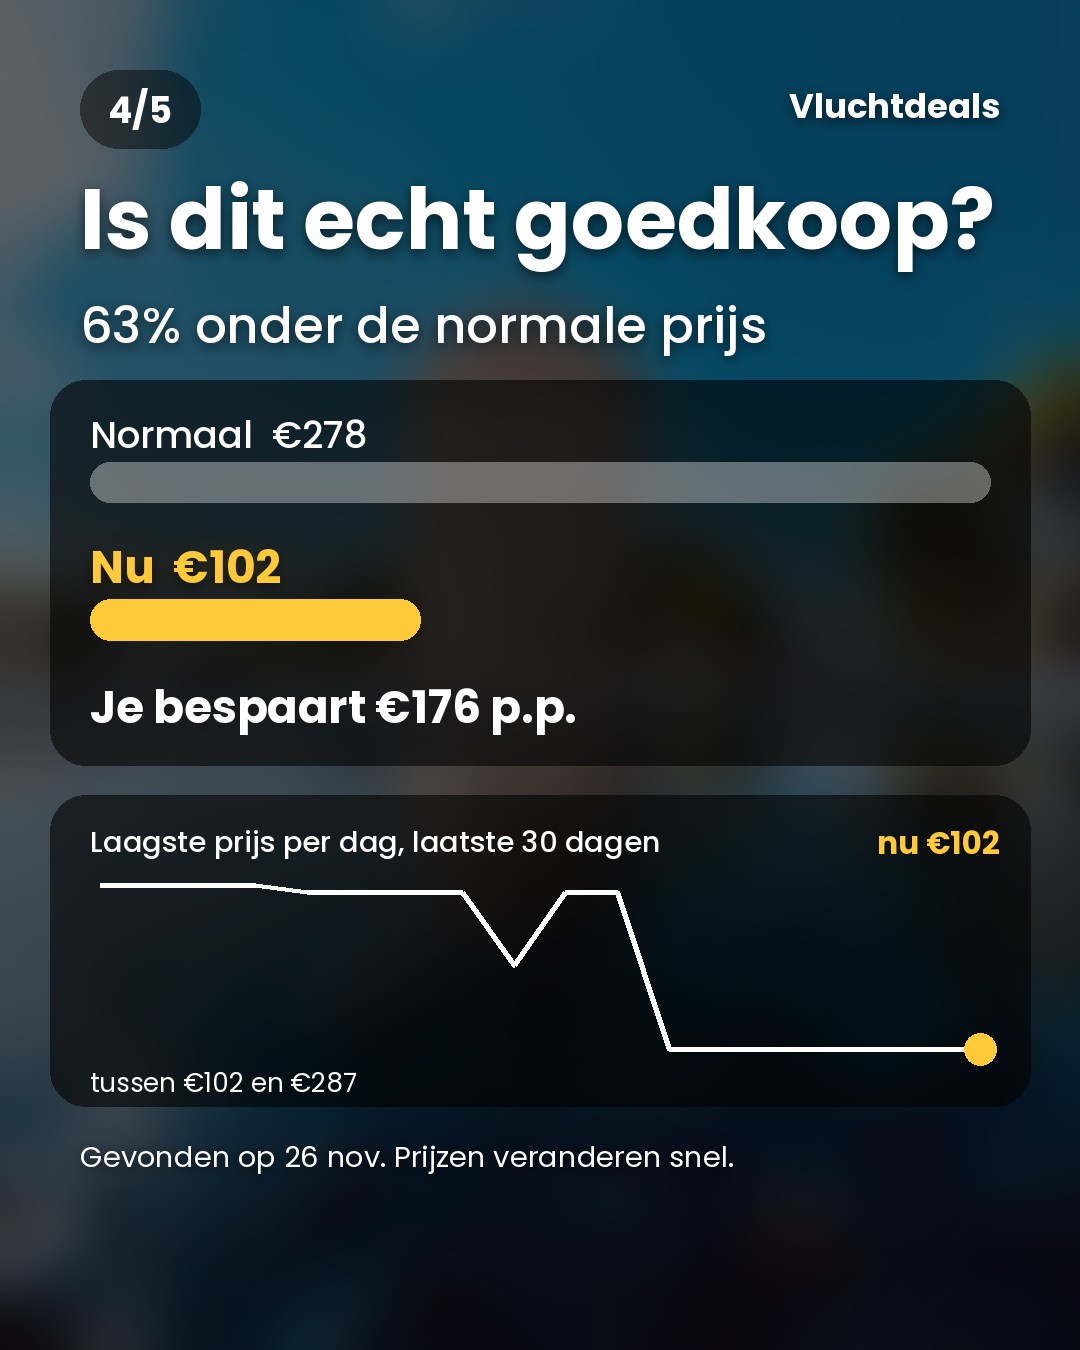 4/5
Vluchtdeals
Is dit echt goedkoop?
63% onder de normale prijs
Normaal €278
Nu €102
Je bespaart €176 p.p.
Laagste prijs per dag, laatste 30 dagen
nu €102
tussen €102 en €287
Gevonden op 26 nov. Prijzen veranderen snel.